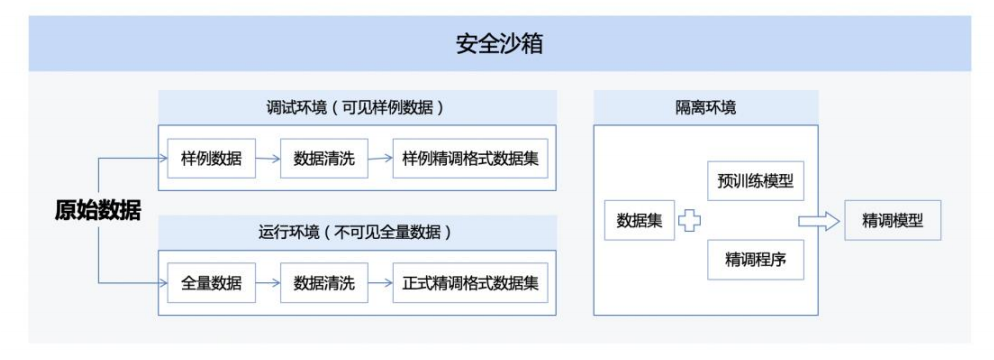 安全沙箱
调试环境（可见样例数据）
样例数据
数据清洗
样例精调格式数据集
原始数据
运行环境（不可见全量数据）
全量数据
数据清洗
正式精调格式数据集
隔离环境
数据集
预训练模型
精调程序
精调模型